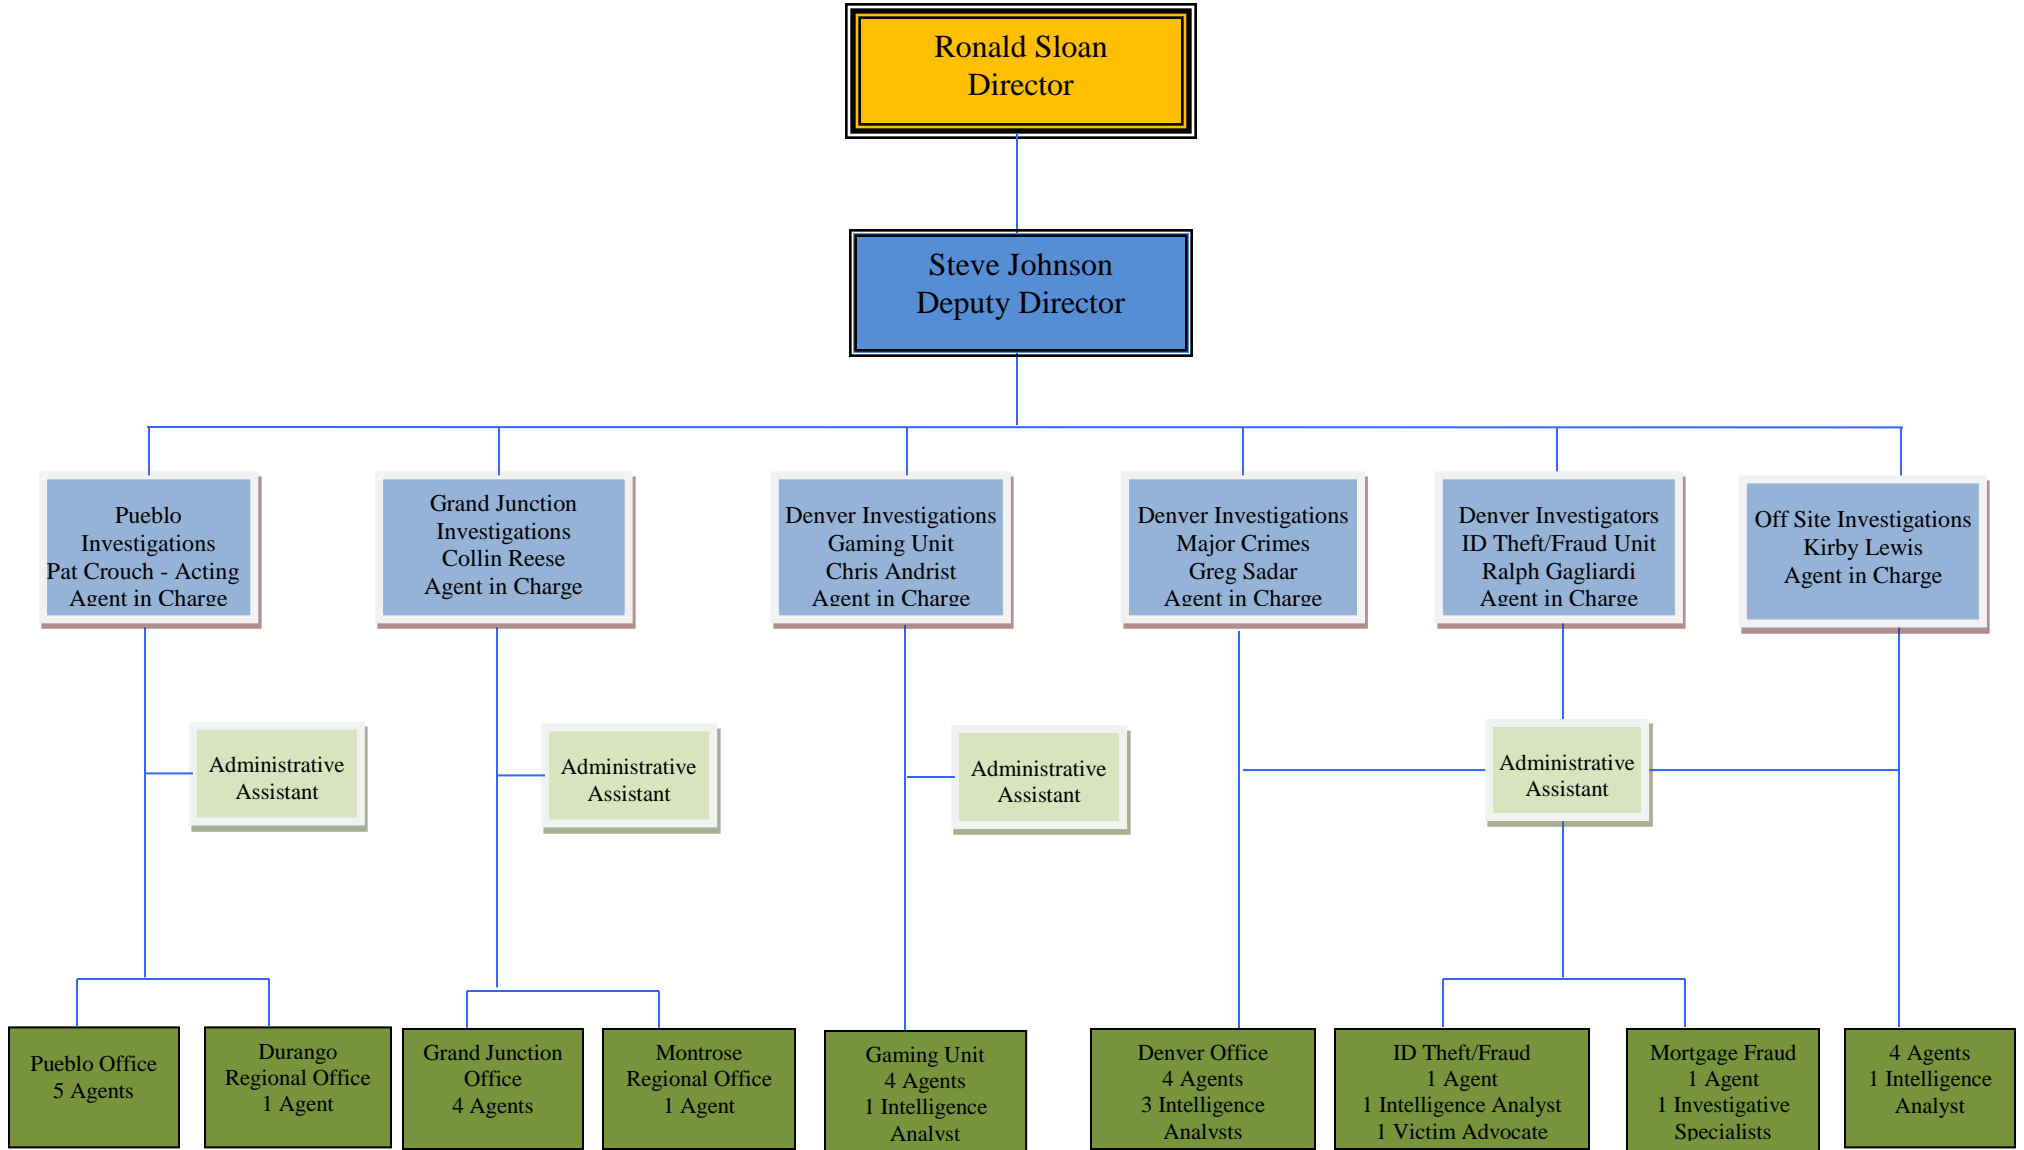 Ronald Sloan
Director
Steve Johnson
Deputy Director
Pueblo
Investigations
Pat Crouch - Acting
Agent in Charge
Grand Junction
Investigations
Collin Reese
Agent in Charge
Denver Investigations
Gaming Unit
Chris Andrist
Agent in Charge
Denver Investigations
Major Crimes
Greg Sadar
Agent in Charge
Denver Investigators
ID Theft/Fraud Unit
Ralph Gagliardi
Agent in Charge
Off Site Investigations
Kirby Lewis
Agent in Charge
Administrative
Assistant
Administrative
Assistant
Administrative
Assistant
Administrative
Assistant
Pueblo Office
5 Agents
Durango
Regional Office
1 Agent
Grand Junction
Office
4 Agents
Montrose
Regional Office
1 Agent
Gaming Unit
4 Agents
1 Intelligence
Analyst
Denver Office
4 Agents
3 Intelligence
Analysts
ID Theft/Fraud
1 Agent
1 Intelligence Analyst
1 Victim Advocate
Mortgage Fraud
1 Agent
1 Investigative
Specialists
4 Agents
1 Intelligence
Analyst